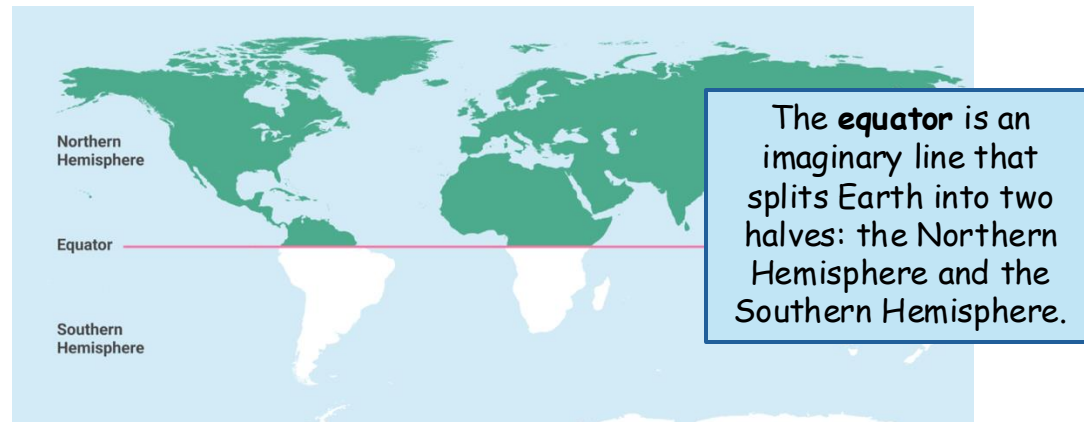 Northern
Hemisphere
Equator
Southern
Hemisphere
The equator is an
imaginary line that
splits Earth into two
halves: the Northern
Hemisphere and the
Southern Hemisphere.